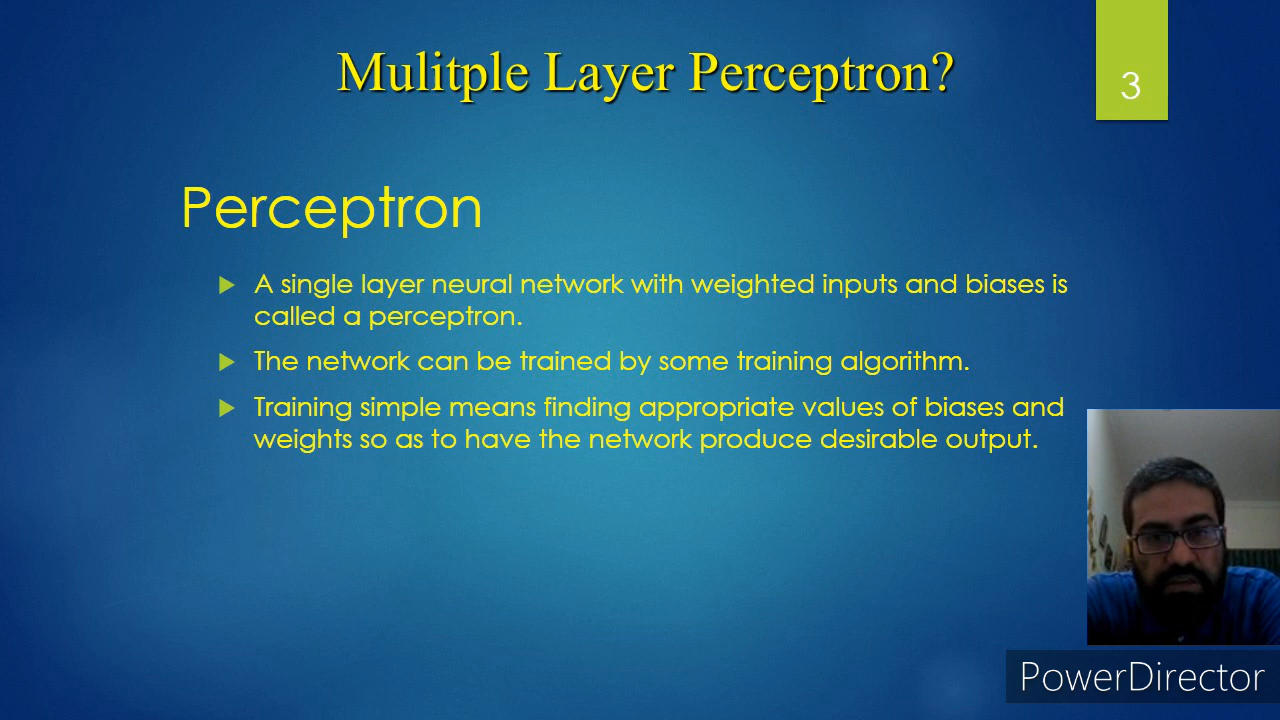 Mulitple Layer Perceptron?
3
Perceptron
A single layer neural network with weighted inputs and biases is
called a perceptron.
The network can be trained by some training algorithm.
Training simple means finding appropriate values of biases and
weights so as to have the network produce desirable output.
PowerDirector